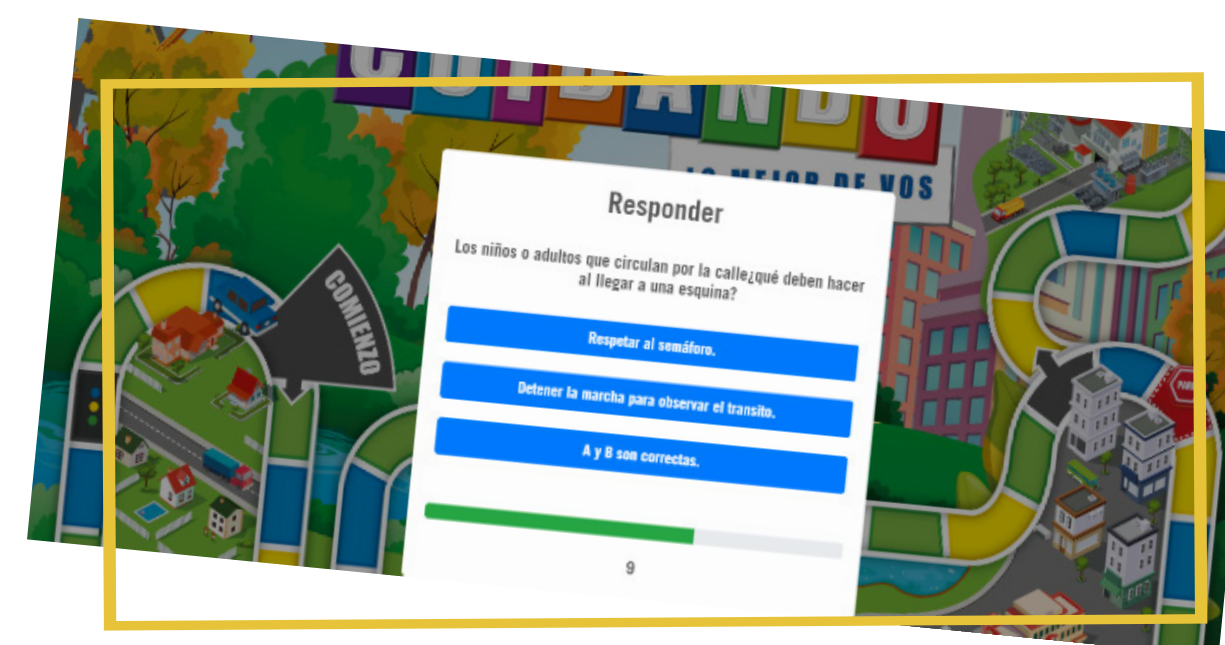 CUIDANDO
LO MEJOR DE VOS
Responder
Los niños o adultos que circulan por la calle¿qué deben hacer
al llegar a una esquina?
COMIENZO
Respetar al semáforo.
Detener la marcha para observar el transito.
A y B son correctas.
9